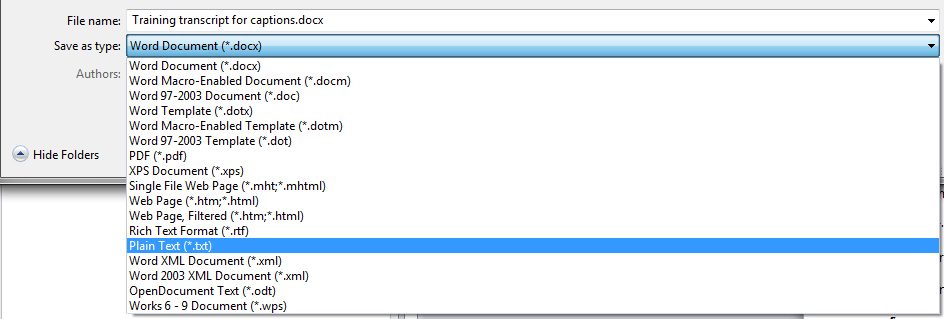 File name: Training transcript for captions.docx
Save as type: Word Document (*.docx)
Authors:
Word Document (*.docx)
Word Macro-Enabled Document (*.docm)
Word 97-2003 Document (*.doc)
Word Template (*.dotx)
Word Macro-Enabled Template (*.dotm)
Word 97-2003 Template (*.dot)
PDF (*.pdf)
XPS Document (*.xps)
Single File Web Page (*.mht;*.mhtml)
Web Page (*.htm;*.html)
Web Page, Filtered (*.htm;*.html)
Rich Text Format (*.rtf)
Plain Text (*.txt)
Word XML Document (*.xml)
Word 2003 XML Document (*.xml)
OpenDocument Text (*.odt)
Works 6 - 9 Document (*.wps)
Hide Folders